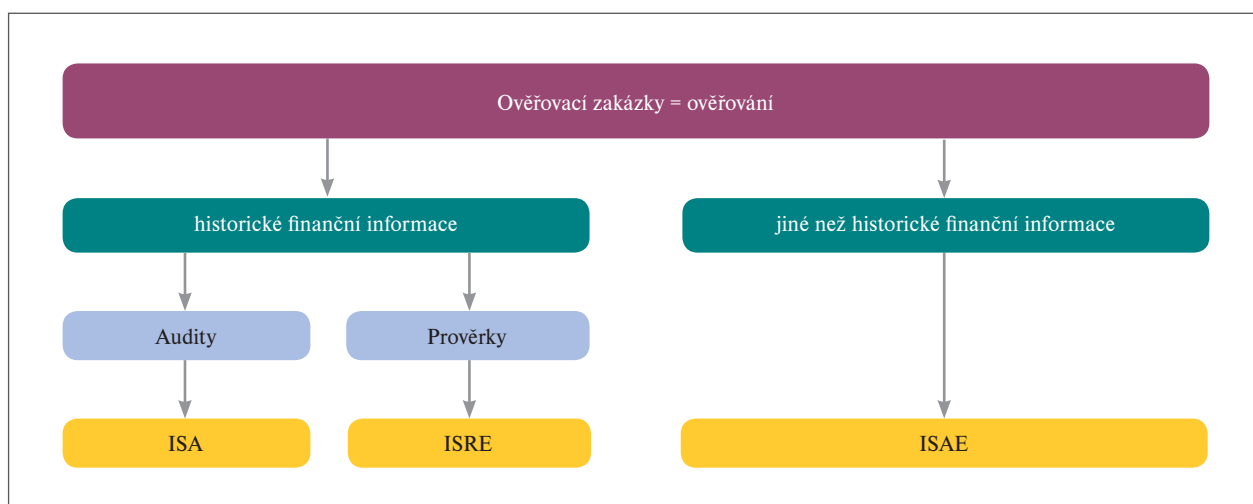 Ověřovací zakázky = ověřování
historické finanční informace
jiné než historické finanční informace
Audity
Prověrky
ISA
ISRE
ISAE